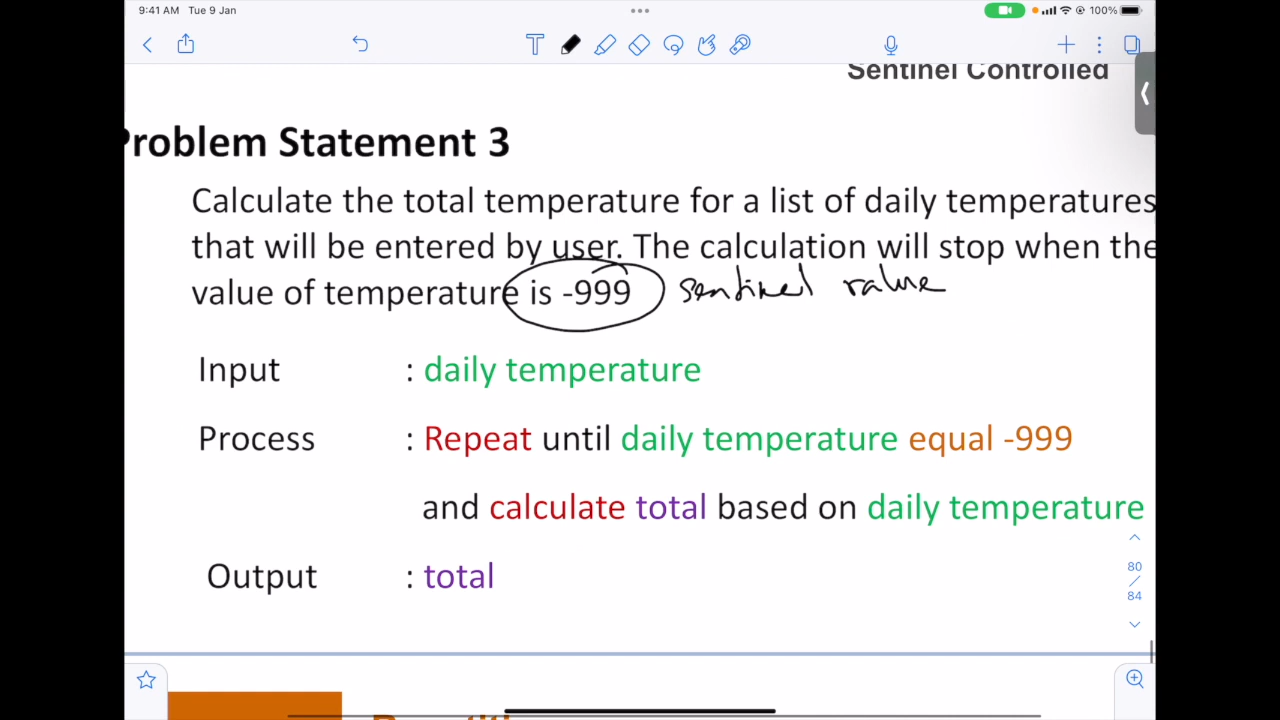 9:41 AM Tue 9 Jan
100%
Sentinel Controlled
Problem Statement 3
Calculate the total temperature for a list of daily temperatures
that will be entered by user. The calculation will stop when the
value of temperature is -999 sentinel value
Input : daily temperature
Process : Repeat until daily temperature equal -999
and calculate total based on daily temperature
Output : total
80
/
84